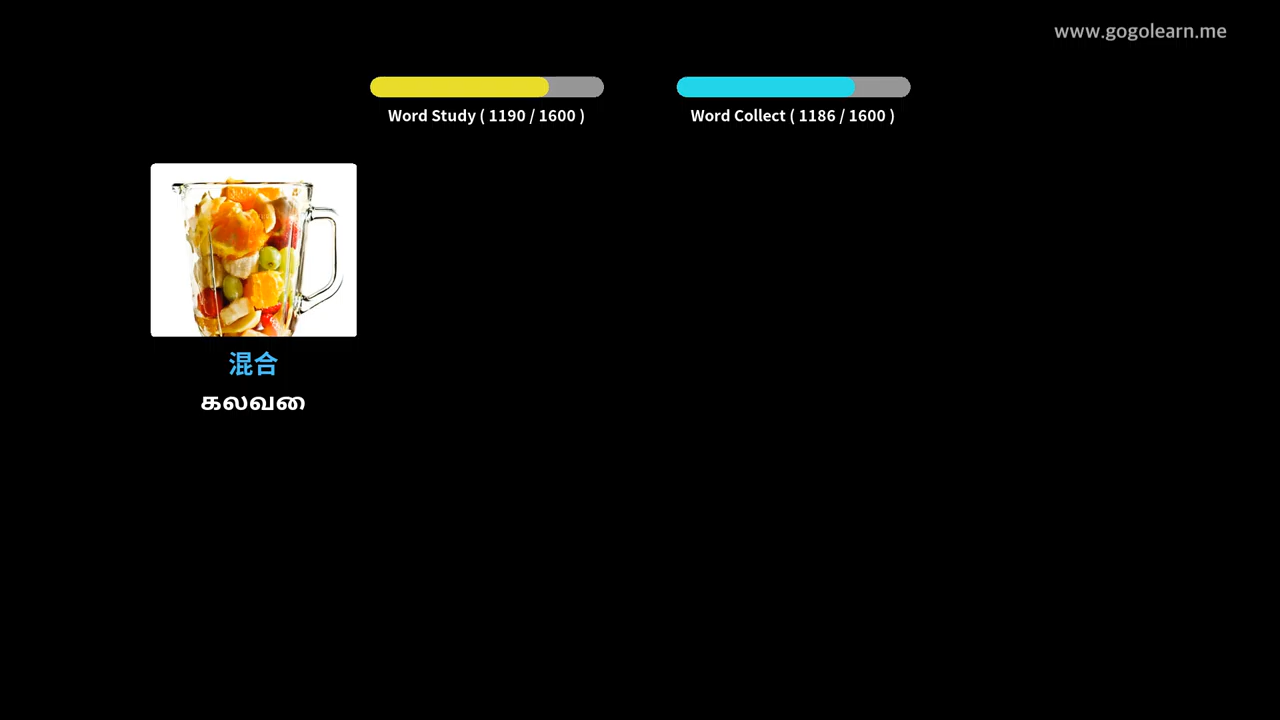 www.gogolearn.me
Word Study ( 1190 / 1600 )
Word Collect ( 1186 / 1600 )
混合
கலவை